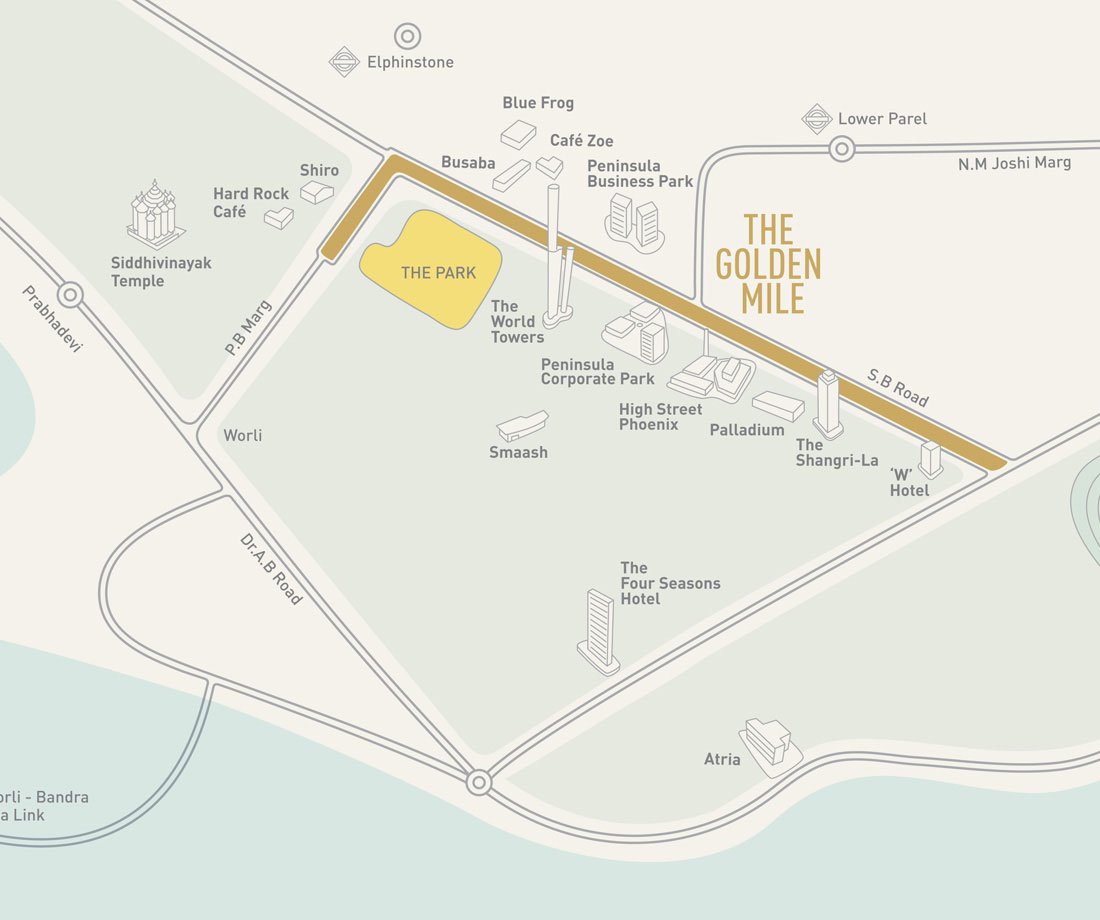 Elphinstone
Blue Frog
Lower Parel
Café Zoe
Busaba
N.M Joshi Marg
Peninsula
Business Park
Shiro
Hard Rock
Café
THE
GOLDEN
MILE
Siddhivinayak
Temple
THE PARK
Prabhadevi
P.B Marg
The
World
Towers
Peninsula
Corporate Park
S.B Road
High Street
Phoenix
Palladium
Worli
Smaash
The
Shangri-La
‘W’
Hotel
Dr.A.B Road
The
Four Seasons
Hotel
Atria
orli - Bandra
a Link